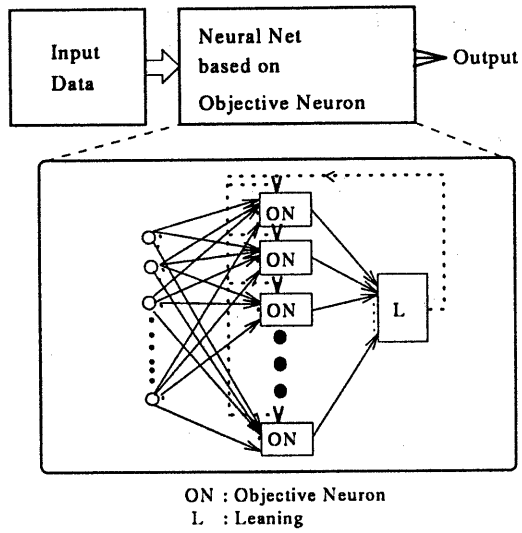 Input
Data
Neural Net
based on
Objective Neuron
Output
ON
ON
ON
ON
L
ON : Objective Neuron
L : Leaning